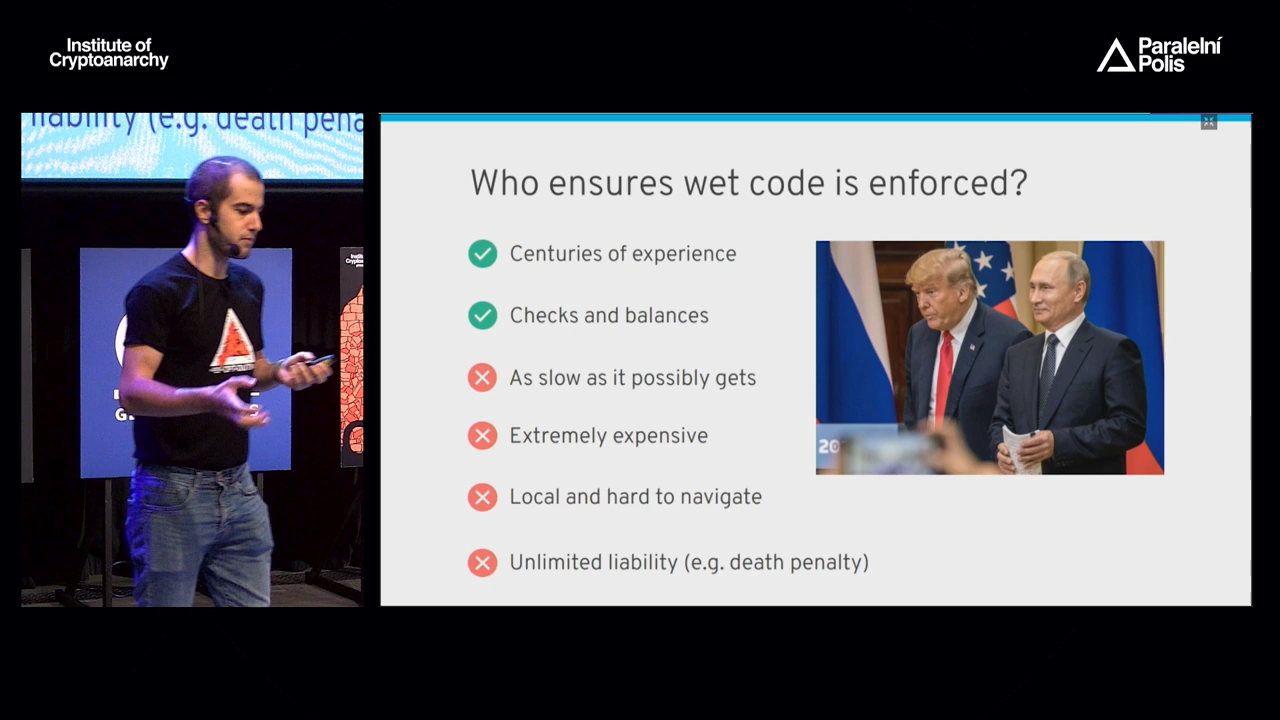 Institute of
Cryptoanarchy
Paralelní
Polis
liability (e.g. death pena
Who ensures wet code is enforced?
Centuries of experience
Checks and balances
As slow as it possibly gets
Extremely expensive
Local and hard to navigate
Unlimited liability (e.g. death penalty)
20